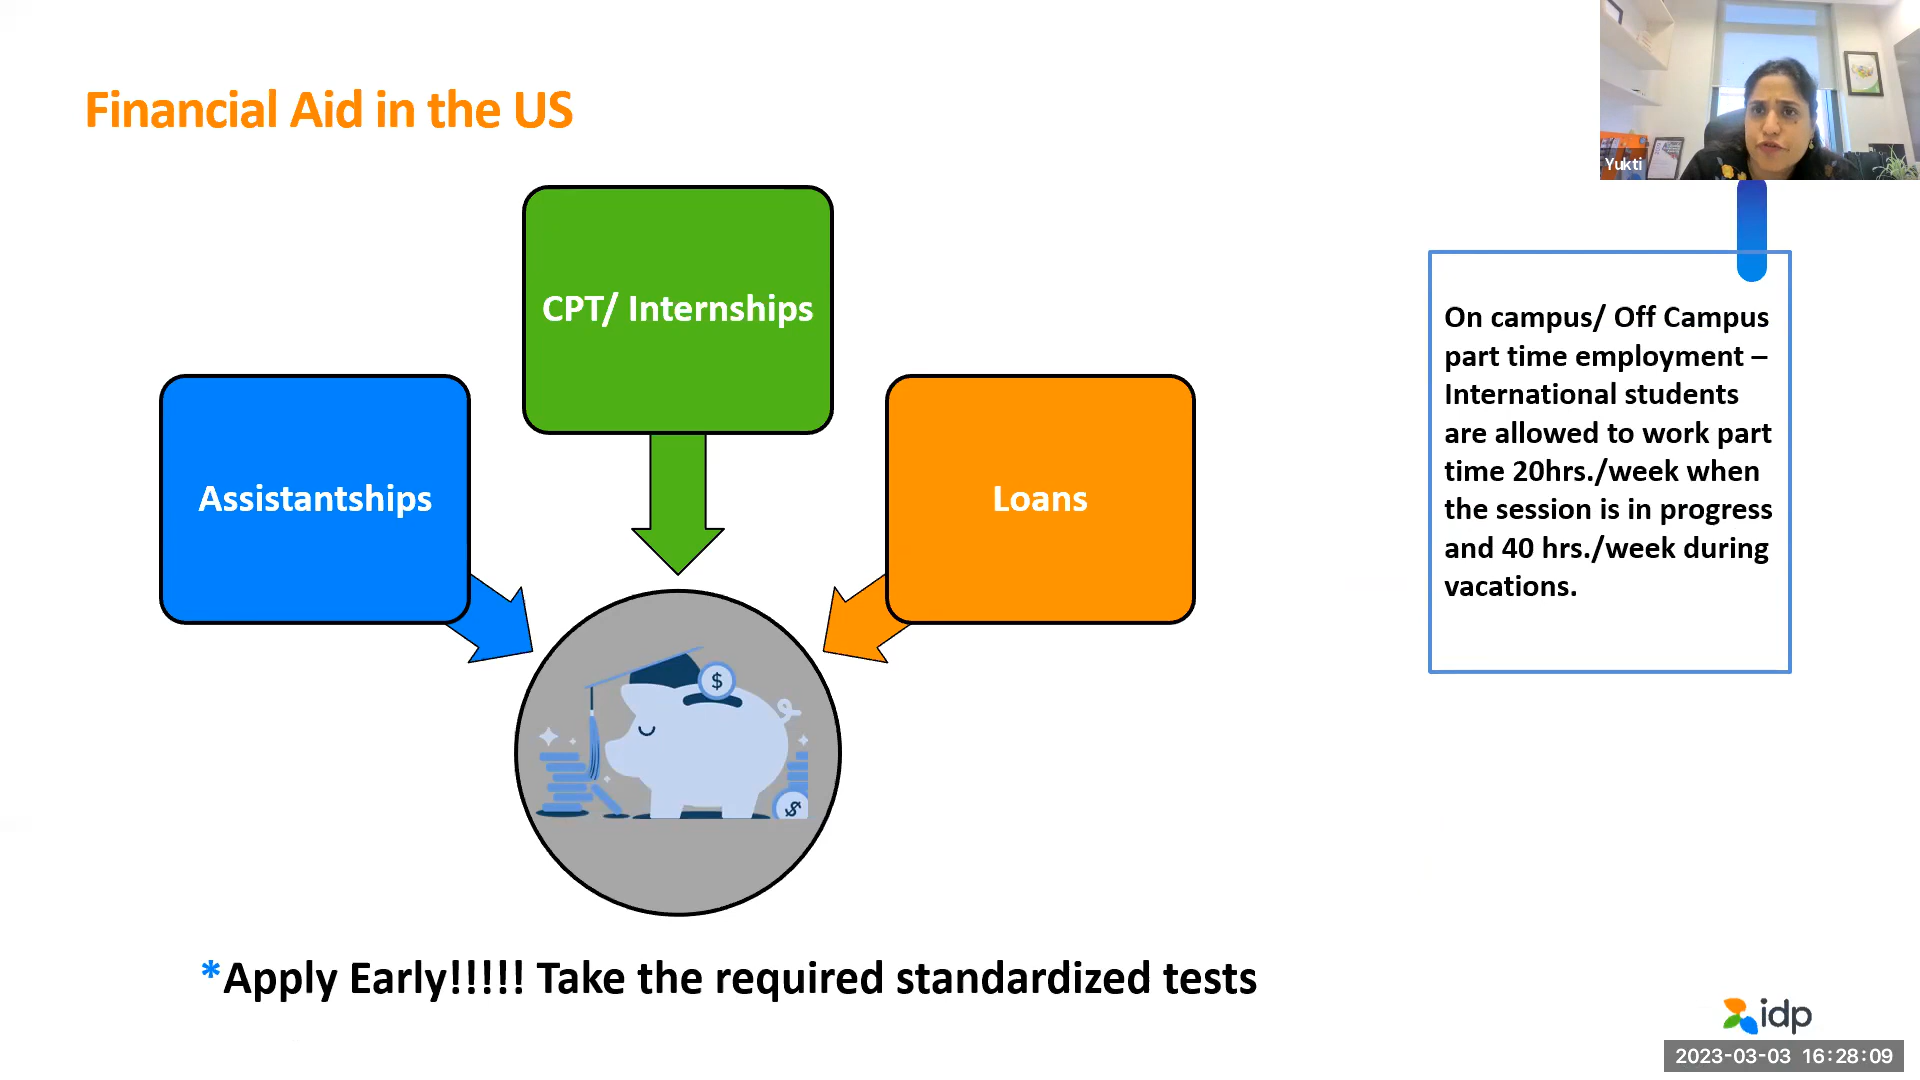 Financial Aid in the US
Yukti
CPT/ Internships
Assistantships
Loans
On campus/ Off Campus
part time employment –
International students
are allowed to work part
time 20hrs./week when
the session is in progress
and 40 hrs./week during
vacations.
$
$
*Apply Early!!!!! Take the required standardized tests
idp
2023-03-03 16:28:09